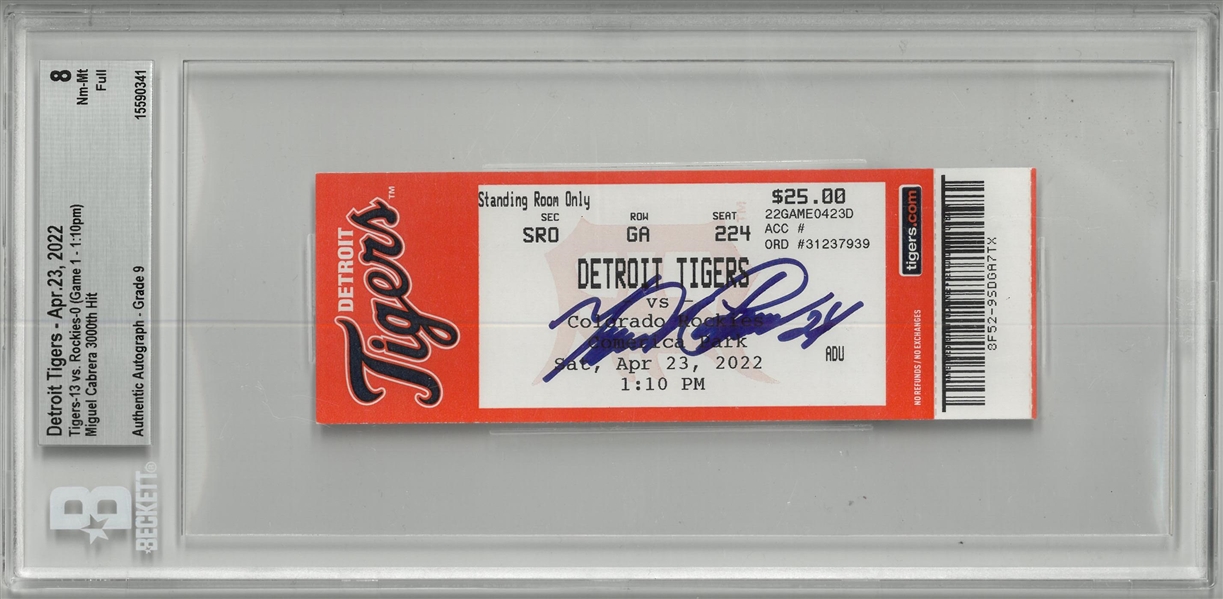 8
Nm-Mt
Full
15590341
Detroit Tigers - Apr.23, 2022
Tigers-13 vs. Rockies-0 (Game 1 - 1:10pm)
Miguel Cabrera 3000th Hit
Authentic Autograph - Grade 9
B BECKETT®
DETROIT
Tigers™
Standing Room Only
$25.00
SEC ROW SEAT
SRO GA 224
22GAME0423D
ACC #
ORD #31237939
DETROIT TIGERS
vs -
Colorado Rockies
Comerica Park
Sat, Apr 23, 2022
1:10 PM
ADU
24
tigers.com
NO REFUNDS/NO EXCHANGES
8F52-9SDGA7TX